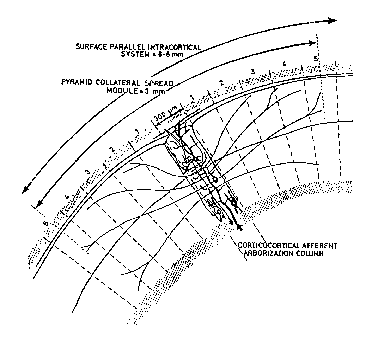 SURFACE PARALLEL INTRACORTICAL
SYSTEM ≈ 6-8 mm
PYRAMID COLLATERAL SPREAD
MODULE ≈ 3 mm
300 µm
5 4 3 2 1 2 3 4 5
CORTICOCORTICAL AFFERENT
ARBORIZATION COLUMN